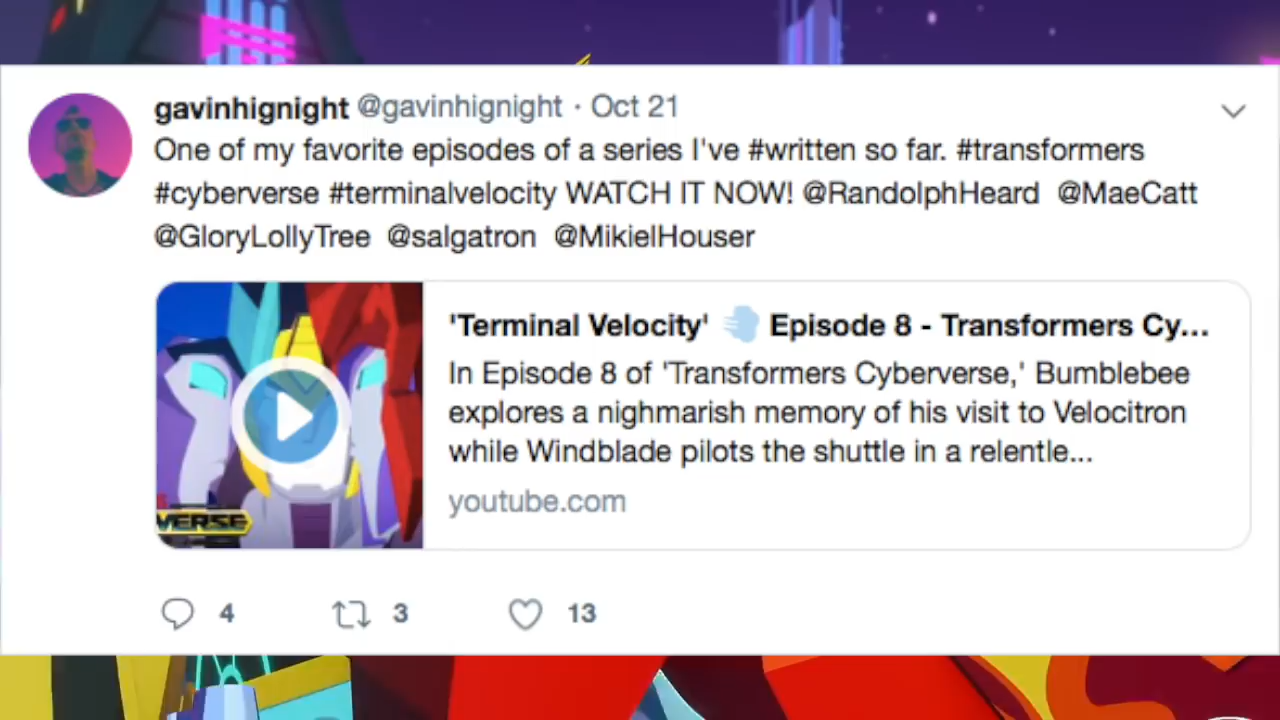 gavinhignight @gavinhignight · Oct 21
One of my favorite episodes of a series I've #written so far. #transformers
#cyberverse #terminalvelocity WATCH IT NOW! @RandolphHeard @MaeCatt
@GloryLollyTree @salgatron @MikielHouser
'Terminal Velocity' 💨 Episode 8 - Transformers Cy...
In Episode 8 of 'Transformers Cyberverse,' Bumblebee
explores a nighmarish memory of his visit to Velocitron
while Windblade pilots the shuttle in a relentle...
youtube.com
VERSE
4 3 13